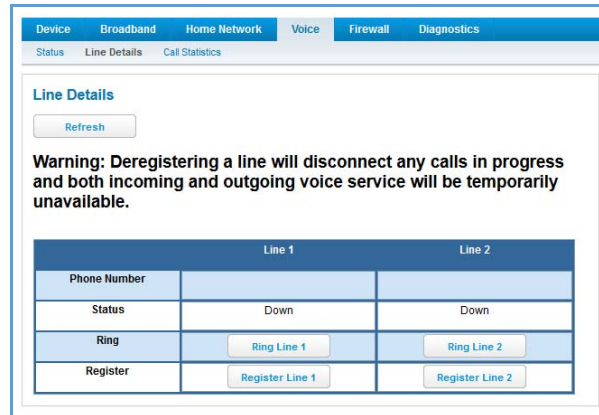 Device Broadband Home Network Voice Firewall Diagnostics
Status Line Details Call Statistics
Line Details
Refresh
Warning: Deregistering a line will disconnect any calls in progress
and both incoming and outgoing voice service will be temporarily
unavailable.
Line 1 Line 2
Phone Number
Status Down Down
Ring Ring Line 1 Ring Line 2
Register Register Line 1 Register Line 2